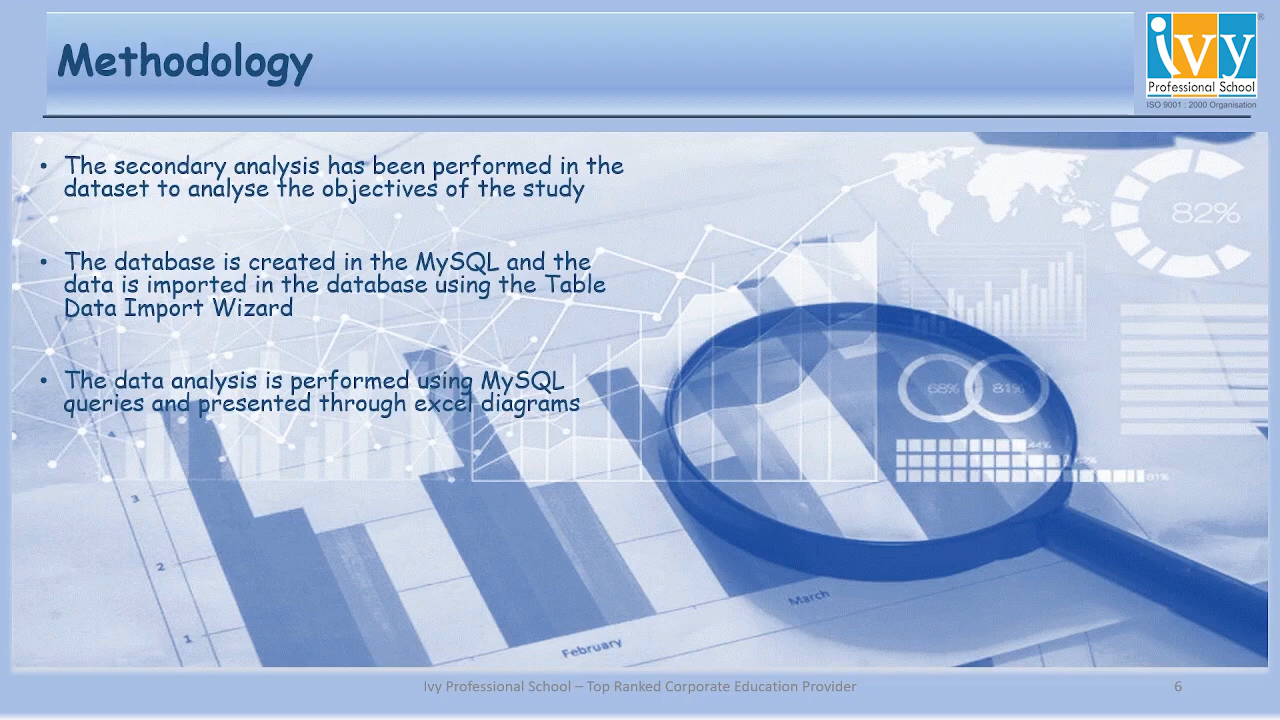 Methodology
ivy
®
Professional School
ISO 9001 : 2000 Organisation
• The secondary analysis has been performed in the
dataset to analyse the objectives of the study
• The database is created in the MySQL and the
data is imported in the database using the Table
Data Import Wizard
• The data analysis is performed using MySQL
queries and presented through excel diagrams
82%
68%
81%
44%
81%
4
3
2
1
February
March
Ivy Professional School – Top Ranked Corporate Education Provider
6